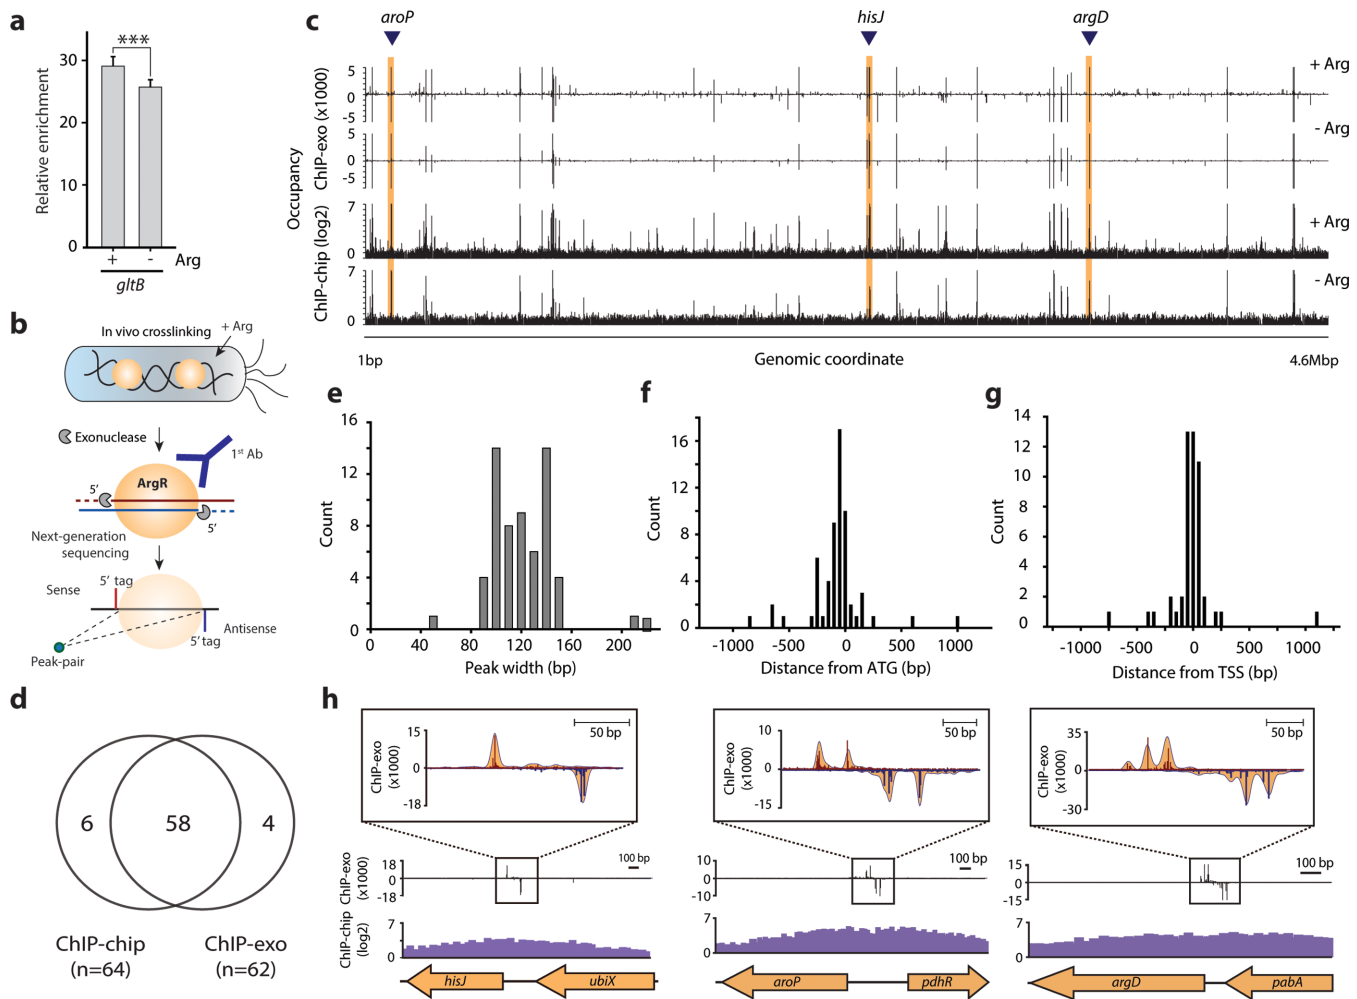 a
***
Relative enrichment
30
20
10
0
+ - Arg
gltB
b
In vivo crosslinking
+ Arg
Exonuclease
1st Ab
ArgR
5'
5'
Next-generation
sequencing
5' tag
Sense
Antisense
5' tag
Peak-pair
c
aroP hisJ argD
Occupancy
ChIP-exo (x1000)
5
0
-5
+ Arg
5
0
-5
- Arg
ChIP-chip (log2)
7
0
+ Arg
7
0
- Arg
1bp Genomic coordinate 4.6Mbp
d
6 58 4
ChIP-chip ChIP-exo
(n=64) (n=62)
e
Count
16
12
8
4
0
0 40 80 120 160 200
Peak width (bp)
f
Count
16
12
8
4
0
-1000 -500 0 500 1000
Distance from ATG (bp)
g
Count
14
12
10
8
6
4
2
0
-1000 -500 0 500 1000
Distance from TSS (bp)
h
ChIP-exo
(x1000)
15
0
-18
50 bp
ChIP-exo
(x1000)
18
0
-18
100 bp
ChIP-chip
(log2)
7
0
hisJ ubiX
ChIP-exo
(x1000)
10
0
-15
50 bp
10
0
-10
100 bp
7
0
aroP pdhR
ChIP-exo
(x1000)
35
0
-30
50 bp
15
0
-15
100 bp
7
0
argD pabA